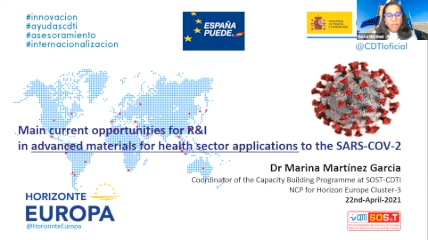 #innovacion
#ayudascdti
#asesoramiento
#internacionalizacion
ESPAÑA
PUEDE.
@CDTIoficial
Main current opportunities for R&I
in advanced materials for health sector applications to the SARS-COV-2
Dr Marina Martínez Garcia
Coordinator of the Capacity Building Programme at SOST-CDTI
NCP for Horizon Europe Cluster-3
22nd-April-2021
HORIZONTE
EUROPA
@HorizonteEuropa
SOS.T